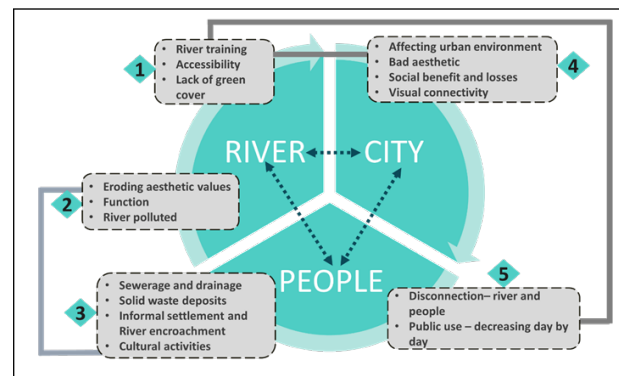 1
• River training
• Accessibility
• Lack of green
cover
4
• Affecting urban environment
• Bad aesthetic
• Social benefit and losses
• Visual connectivity
RIVER
CITY
2
• Eroding aesthetic values
• Function
• River polluted
PEOPLE
3
• Sewerage and drainage
• Solid waste deposits
• Informal settlement and
River encroachment
• Cultural activities
5
• Disconnection– river and
people
• Public use – decreasing day by
day